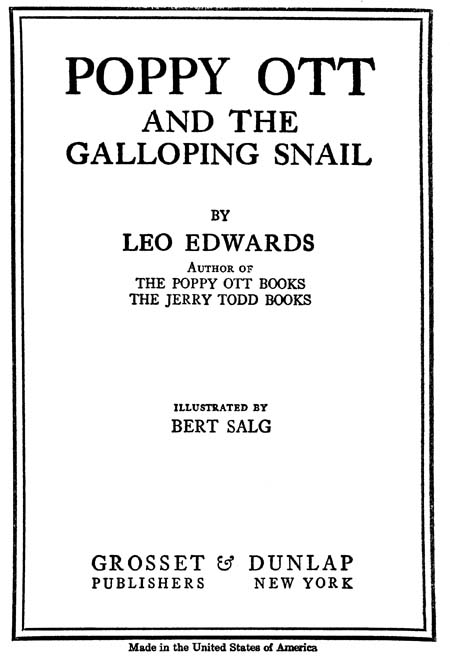 POPPY OTT
AND THE
GALLOPING SNAIL
BY
LEO EDWARDS
AUTHOR OF
THE POPPY OTT BOOKS
THE JERRY TODD BOOKS
ILLUSTRATED BY
BERT SALG
GROSSET & DUNLAP
PUBLISHERS NEW YORK
Made in the United States of America